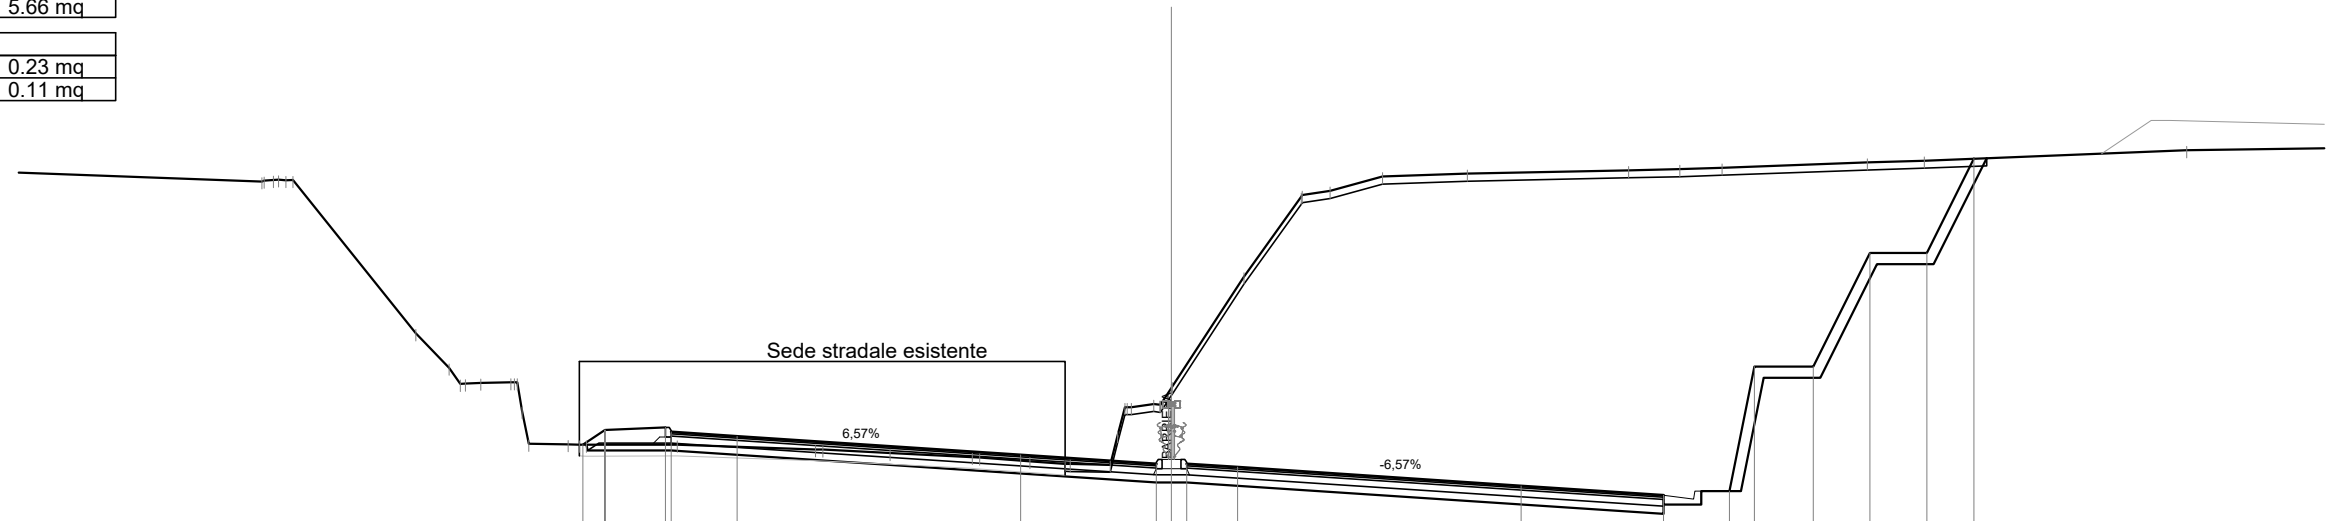 5.66 mq
0.23 mq
0.11 mq
Sede stradale esistente
6,57%
-6,57%